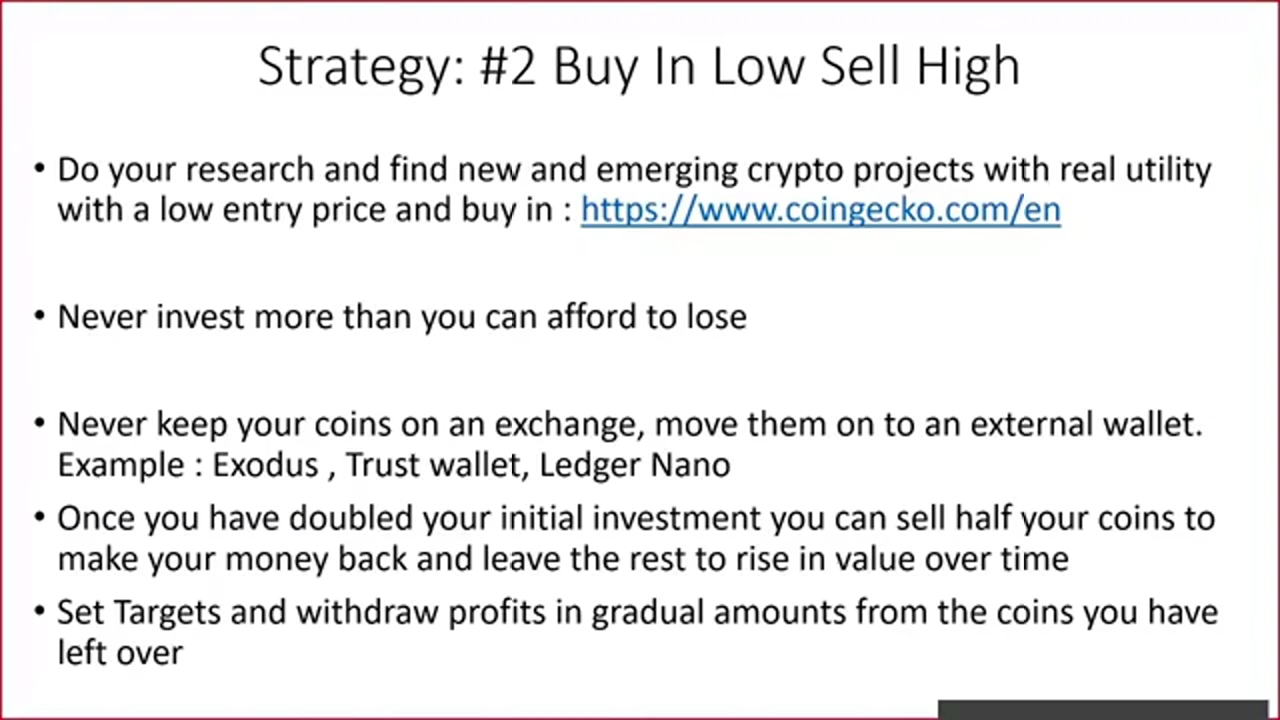 Strategy: #2 Buy In Low Sell High
• Do your research and find new and emerging crypto projects with real utility
with a low entry price and buy in : https://www.coingecko.com/en
• Never invest more than you can afford to lose
• Never keep your coins on an exchange, move them on to an external wallet.
Example : Exodus , Trust wallet, Ledger Nano
• Once you have doubled your initial investment you can sell half your coins to
make your money back and leave the rest to rise in value over time
• Set Targets and withdraw profits in gradual amounts from the coins you have
left over